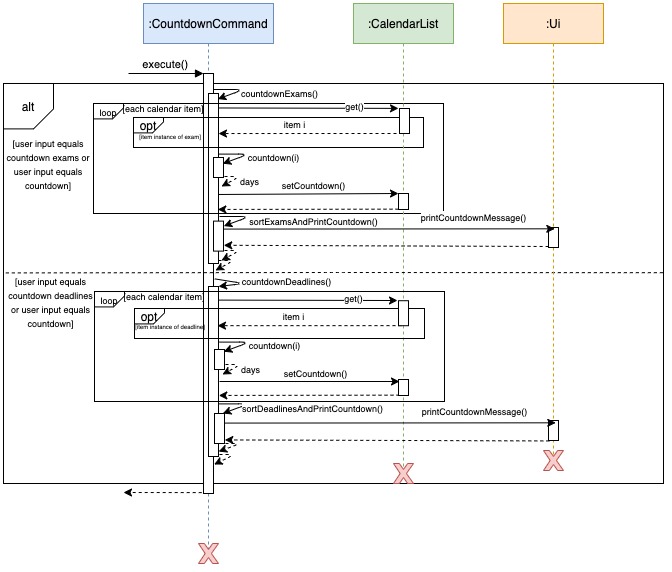 :CountdownCommand
:CalendarList
:Ui
execute()
alt
countdownExams()
loop
[each calendar item]
get()
opt
item i
[item instance of exam]
[user input equals
countdown exams or
user input equals
countdown]
countdown(i)
days
setCountdown()
sortExamsAndPrintCountdown()
printCountdownMessage()
[user input equals
countdown deadlines
or user input equals
countdown]
countdownDeadlines()
loop
[each calendar item]
get()
opt
item i
[item instance of deadline]
countdown(i)
days
setCountdown()
sortDeadlinesAndPrintCountdown()
printCountdownMessage()